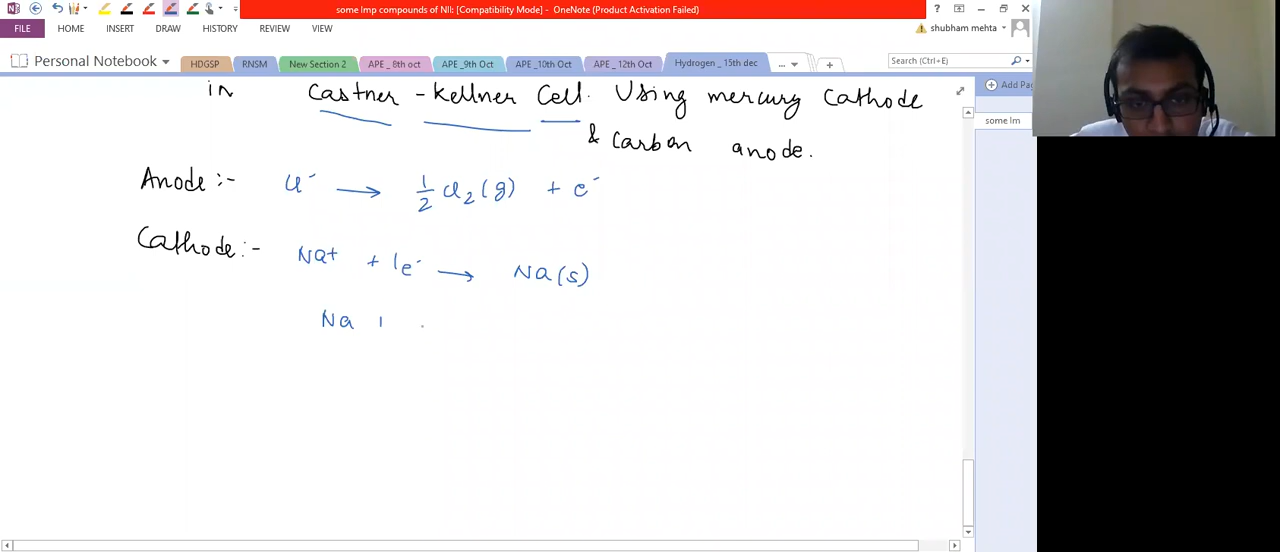 some Imp compounds of NII: [Compatibility Mode] - OneNote (Product Activation Failed)
FILE HOME INSERT DRAW HISTORY REVIEW VIEW shubham mehta
Personal Notebook HDGSP RNSM New Section 2 APE _ 8th oct APE _9th Oct APE _10th Oct APE _ 12th Oct Hydrogen _ 15th dec ... Search (Ctrl+E)
Add Pag
some Im
in Castner - Kellner Cell. Using mercury Cathode
& Carbon anode.
Anode :- Cl⁻ → 1/2 Cl₂ (g) + e⁻
Cathode :- Na⁺ + 1e⁻ → Na (s)
Na